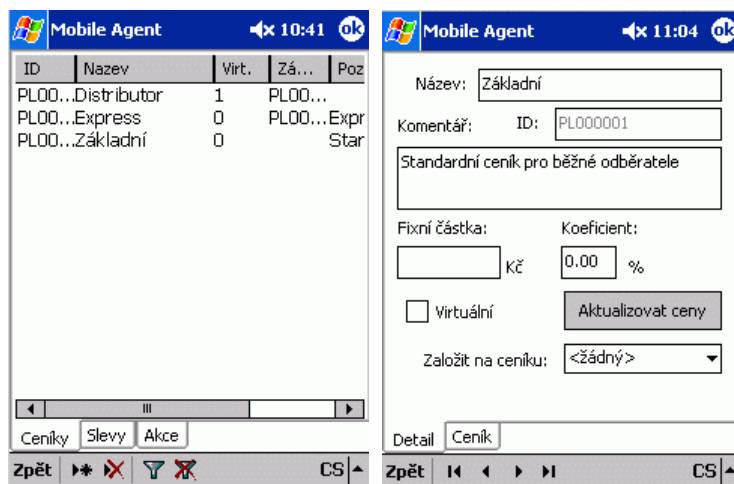 Mobile Agent 10:41 ok
ID Nazev Virt. Zá... Poz
PL00...Distributor 1 PL00...
PL00...Express 0 PL00...Expr
PL00...Základní 0 Star
Ceníky Slevy Akce
Zpět CS
Mobile Agent 11:04 ok
Název: Základní
Komentář: ID: PL000001
Standardní ceník pro běžné odběratele
Fixní částka: Koeficient:
Kč 0.00 %
Virtuální Aktualizovat ceny
Založit na ceníku: <žádný>
Detail Ceník
Zpět CS